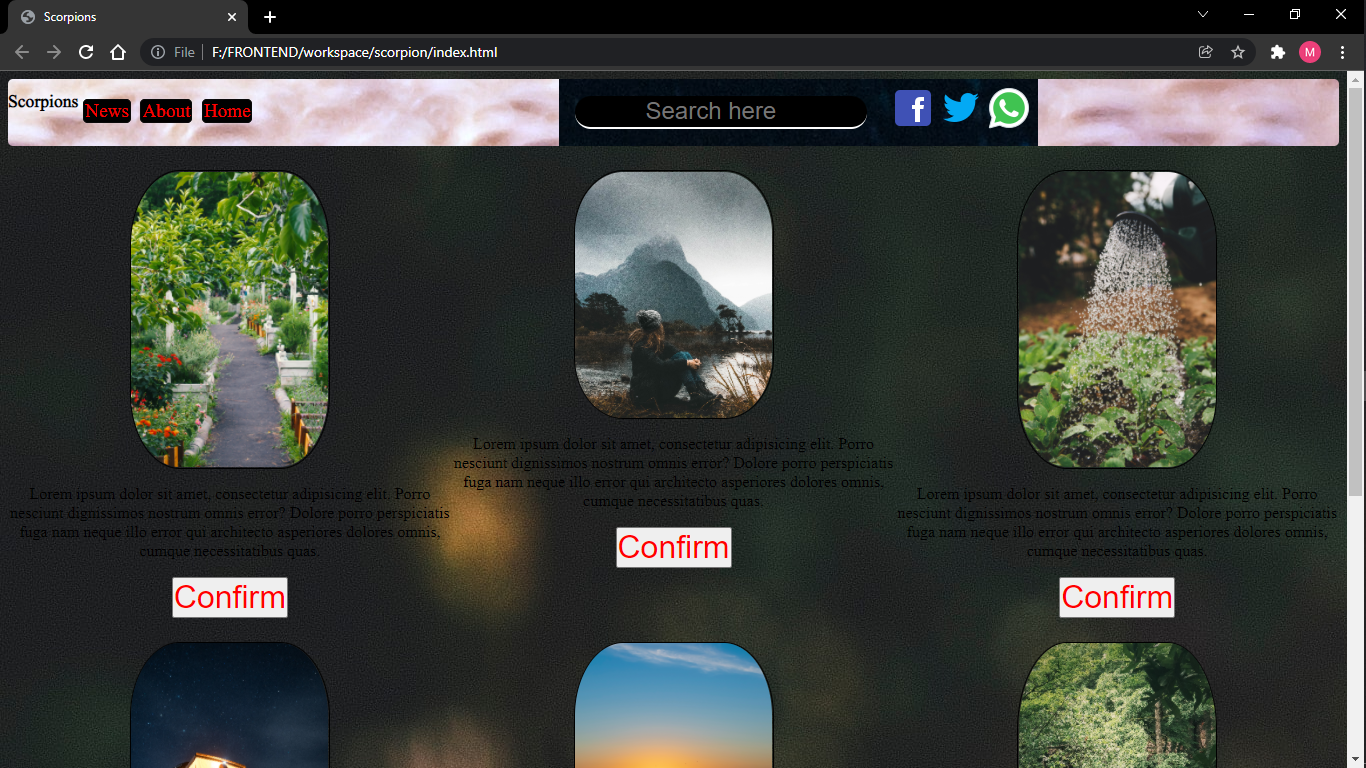 Scorpions
File
F:/FRONTEND/workspace/scorpion/index.html
M
Scorpions News About Home
Search here
f
Lorem ipsum dolor sit amet, consectetur adipisicing elit. Porro
nesciunt dignissimos nostrum omnis error? Dolore porro perspiciatis
fuga nam neque illo error qui architecto asperiores dolores omnis,
cumque necessitatibus quas.
Confirm
Lorem ipsum dolor sit amet, consectetur adipisicing elit. Porro
nesciunt dignissimos nostrum omnis error? Dolore porro perspiciatis
fuga nam neque illo error qui architecto asperiores dolores omnis,
cumque necessitatibus quas.
Confirm
Lorem ipsum dolor sit amet, consectetur adipisicing elit. Porro
nesciunt dignissimos nostrum omnis error? Dolore porro perspiciatis
fuga nam neque illo error qui architecto asperiores dolores omnis,
cumque necessitatibus quas.
Confirm